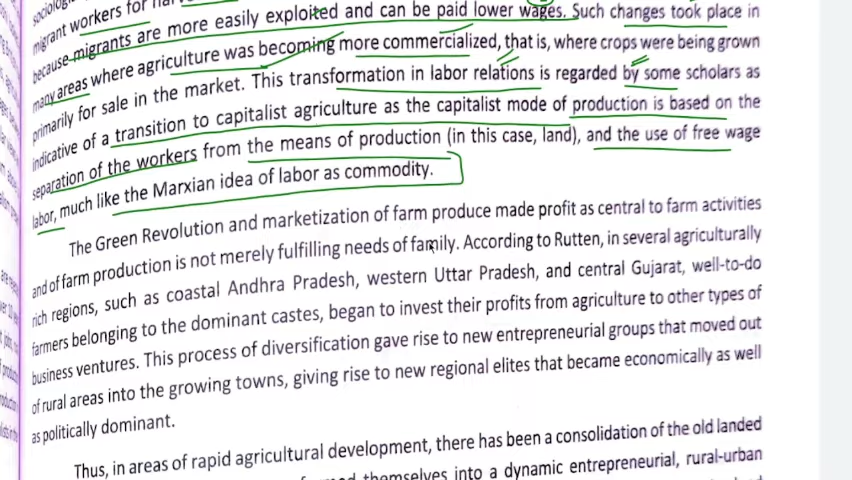 migrant workers for
because migrants are more easily exploited and can be paid lower wages. Such changes took place in
many areas where agriculture was becoming more commercialized, that is, where crops were being grown
primarily for sale in the market. This transformation in labor relations is regarded by some scholars as
indicative of a transition to capitalist agriculture as the capitalist mode of production is based on the
separation of the workers from the means of production (in this case, land), and the use of free wage
labor, much like the Marxian idea of labor as commodity.
The Green Revolution and marketization of farm produce made profit as central to farm activities
and of farm production is not merely fulfilling needs of family. According to Rutten, in several agriculturally
rich regions, such as coastal Andhra Pradesh, western Uttar Pradesh, and central Gujarat, well-to-do
farmers belonging to the dominant castes, began to invest their profits from agriculture to other types of
business ventures. This process of diversification gave rise to new entrepreneurial groups that moved out
of rural areas into the growing towns, giving rise to new regional elites that became economically as well
as politically dominant.
Thus, in areas of rapid agricultural development, there has been a consolidation of the old landed
themselves into a dynamic entrepreneurial, rural-urban